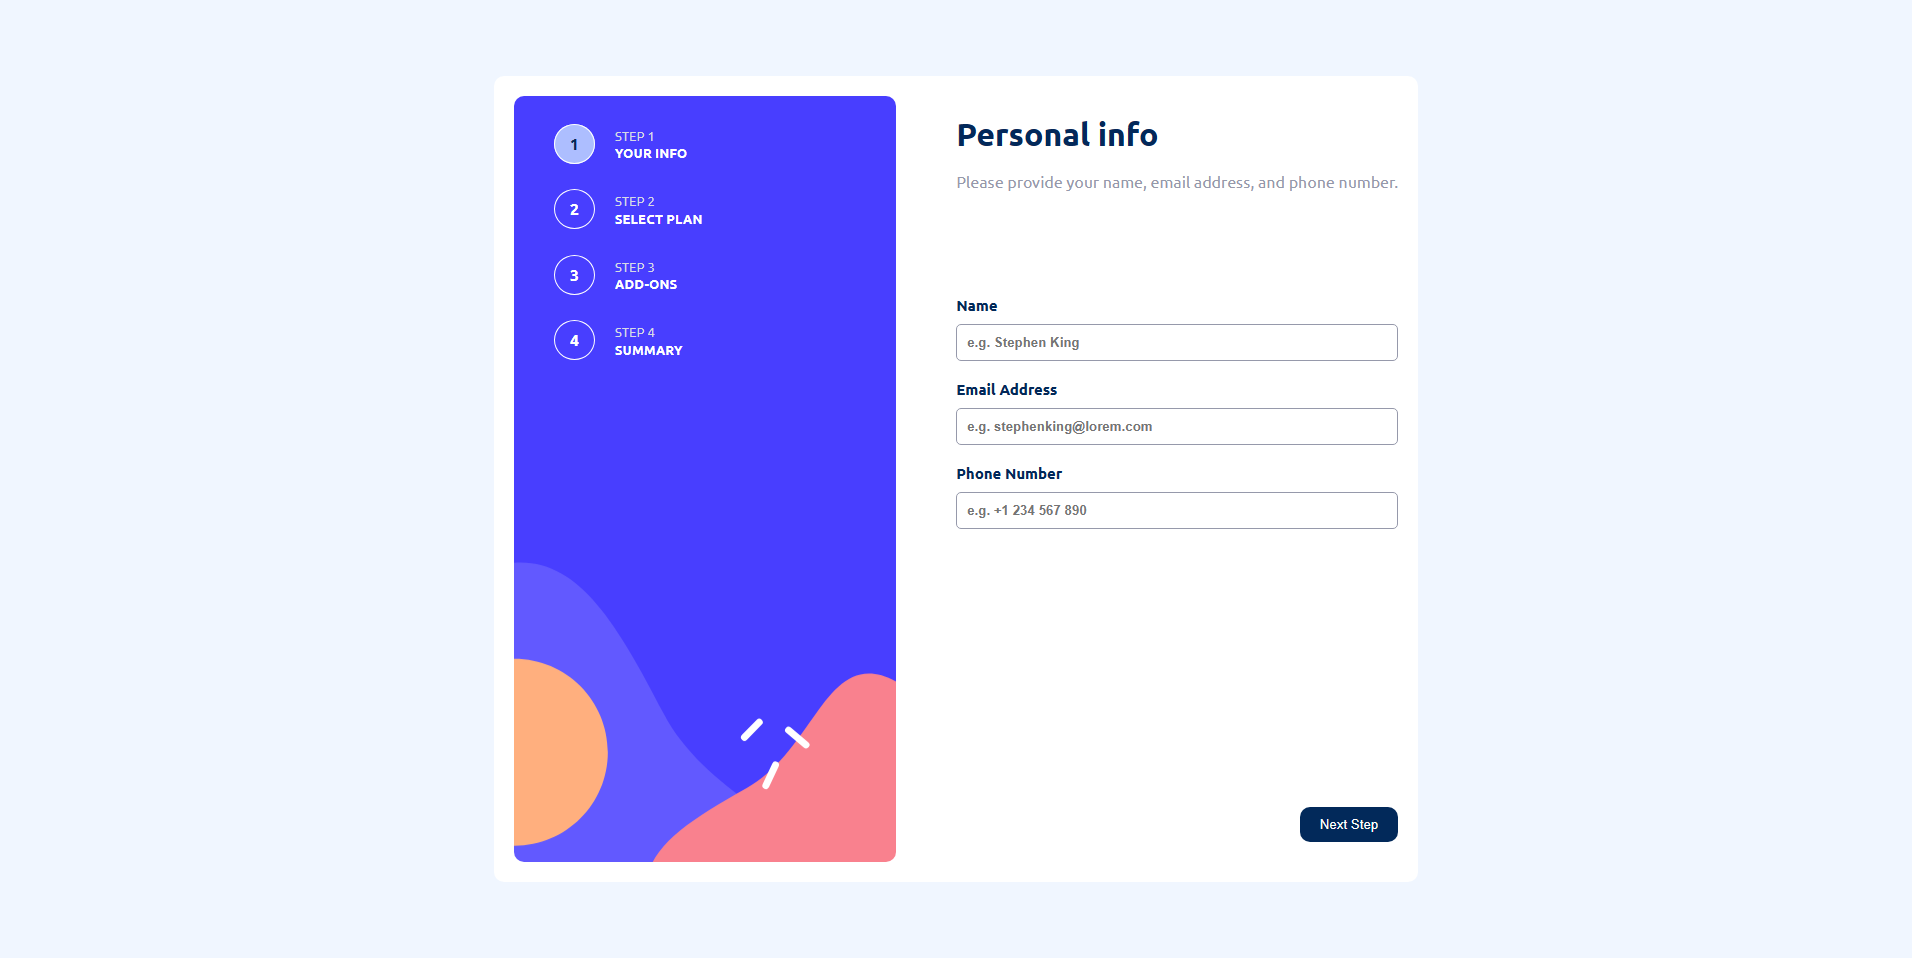 1
STEP 1
YOUR INFO
2
STEP 2
SELECT PLAN
3
STEP 3
ADD-ONS
4
STEP 4
SUMMARY
Personal info
Please provide your name, email address, and phone number.
Name
e.g. Stephen King
Email Address
e.g. stephenking@lorem.com
Phone Number
e.g. +1 234 567 890
Next Step